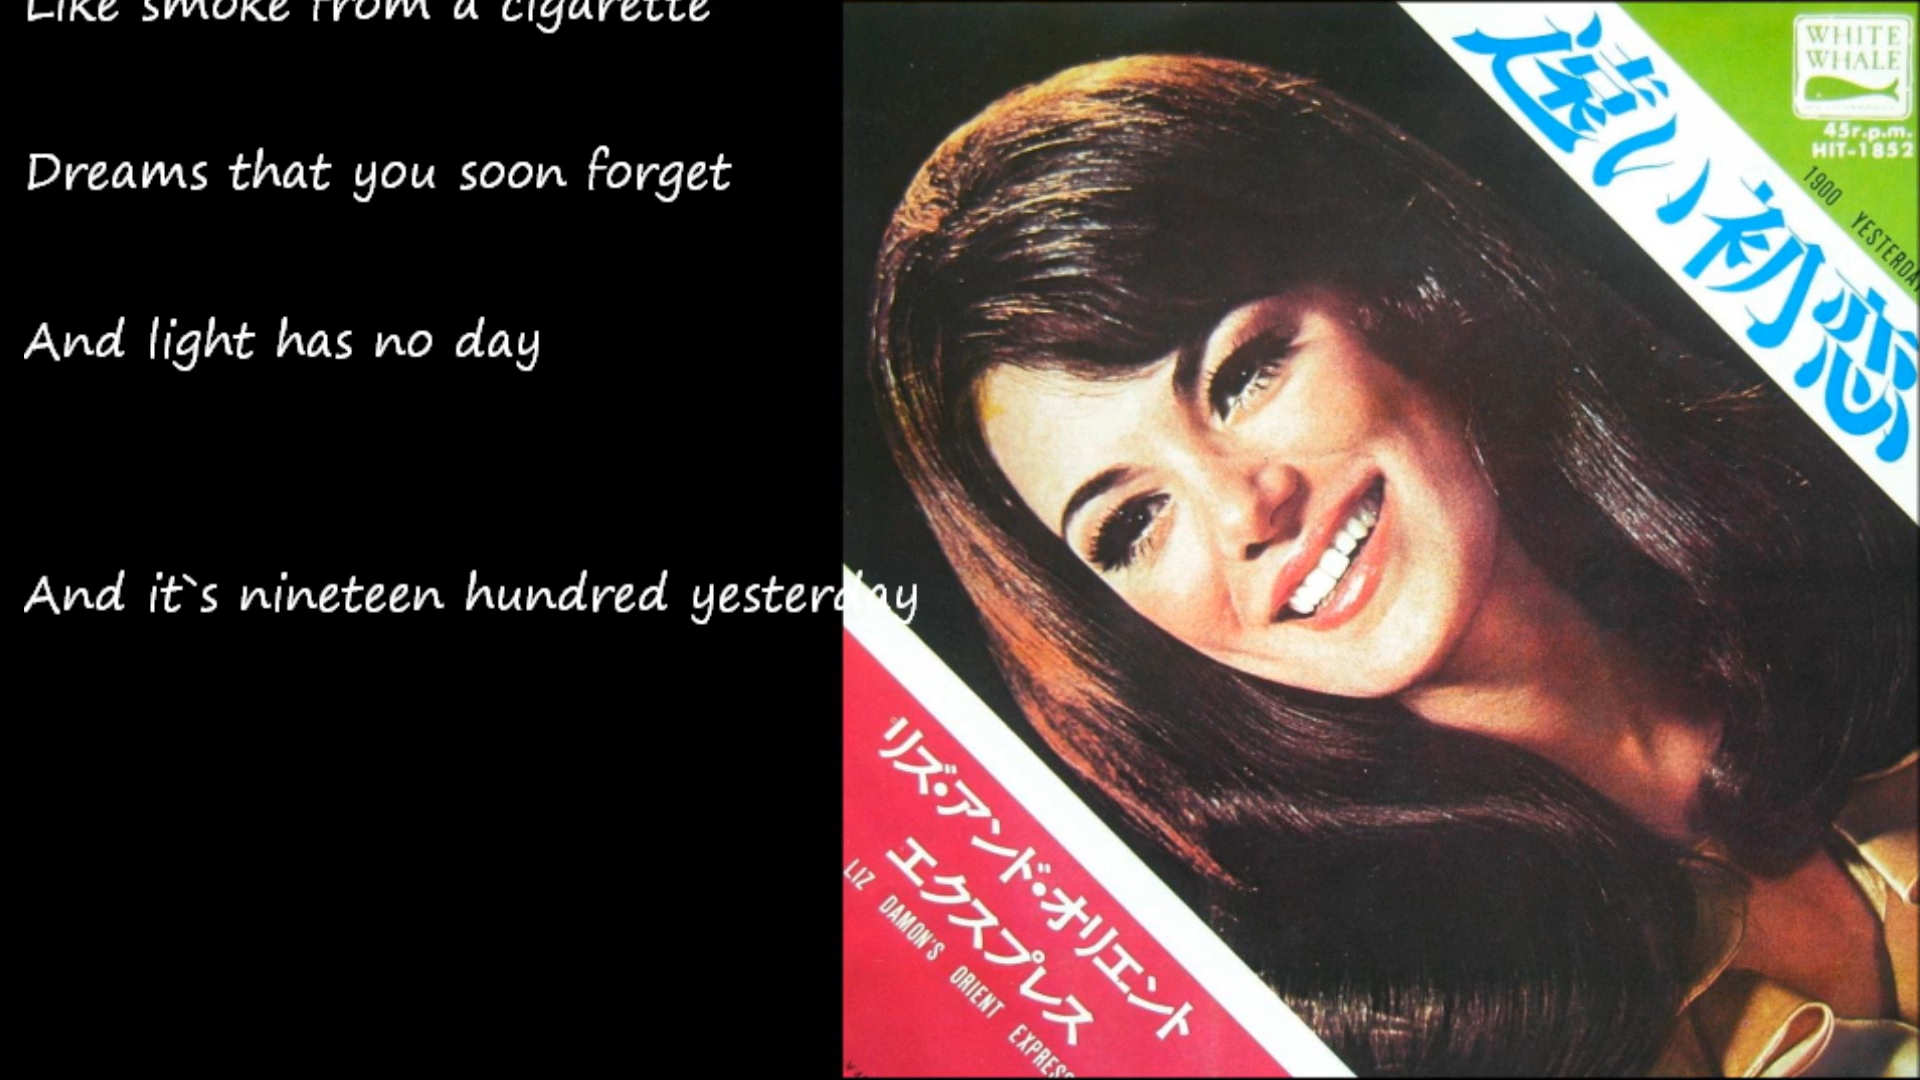 Like smoke from a cigarette
Dreams that you soon forget
And light has no day
And it`s nineteen hundred yesterday
WHITE
WHALE
45r.p.m.
HIT-1852
1900 YESTERDA
遠い初恋
リズ・アンド・オリエント
エクスプレス
LIZ DAMON'S ORIENT EXPRESS